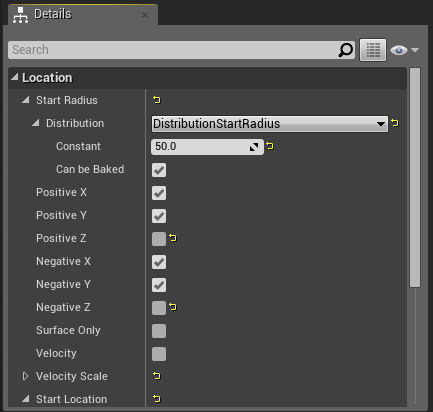 Details
Search
Location
Start Radius
Distribution DistributionStartRadius
Constant 50.0
Can be Baked
Positive X
Positive Y
Positive Z
Negative X
Negative Y
Negative Z
Surface Only
Velocity
Velocity Scale
Start Location